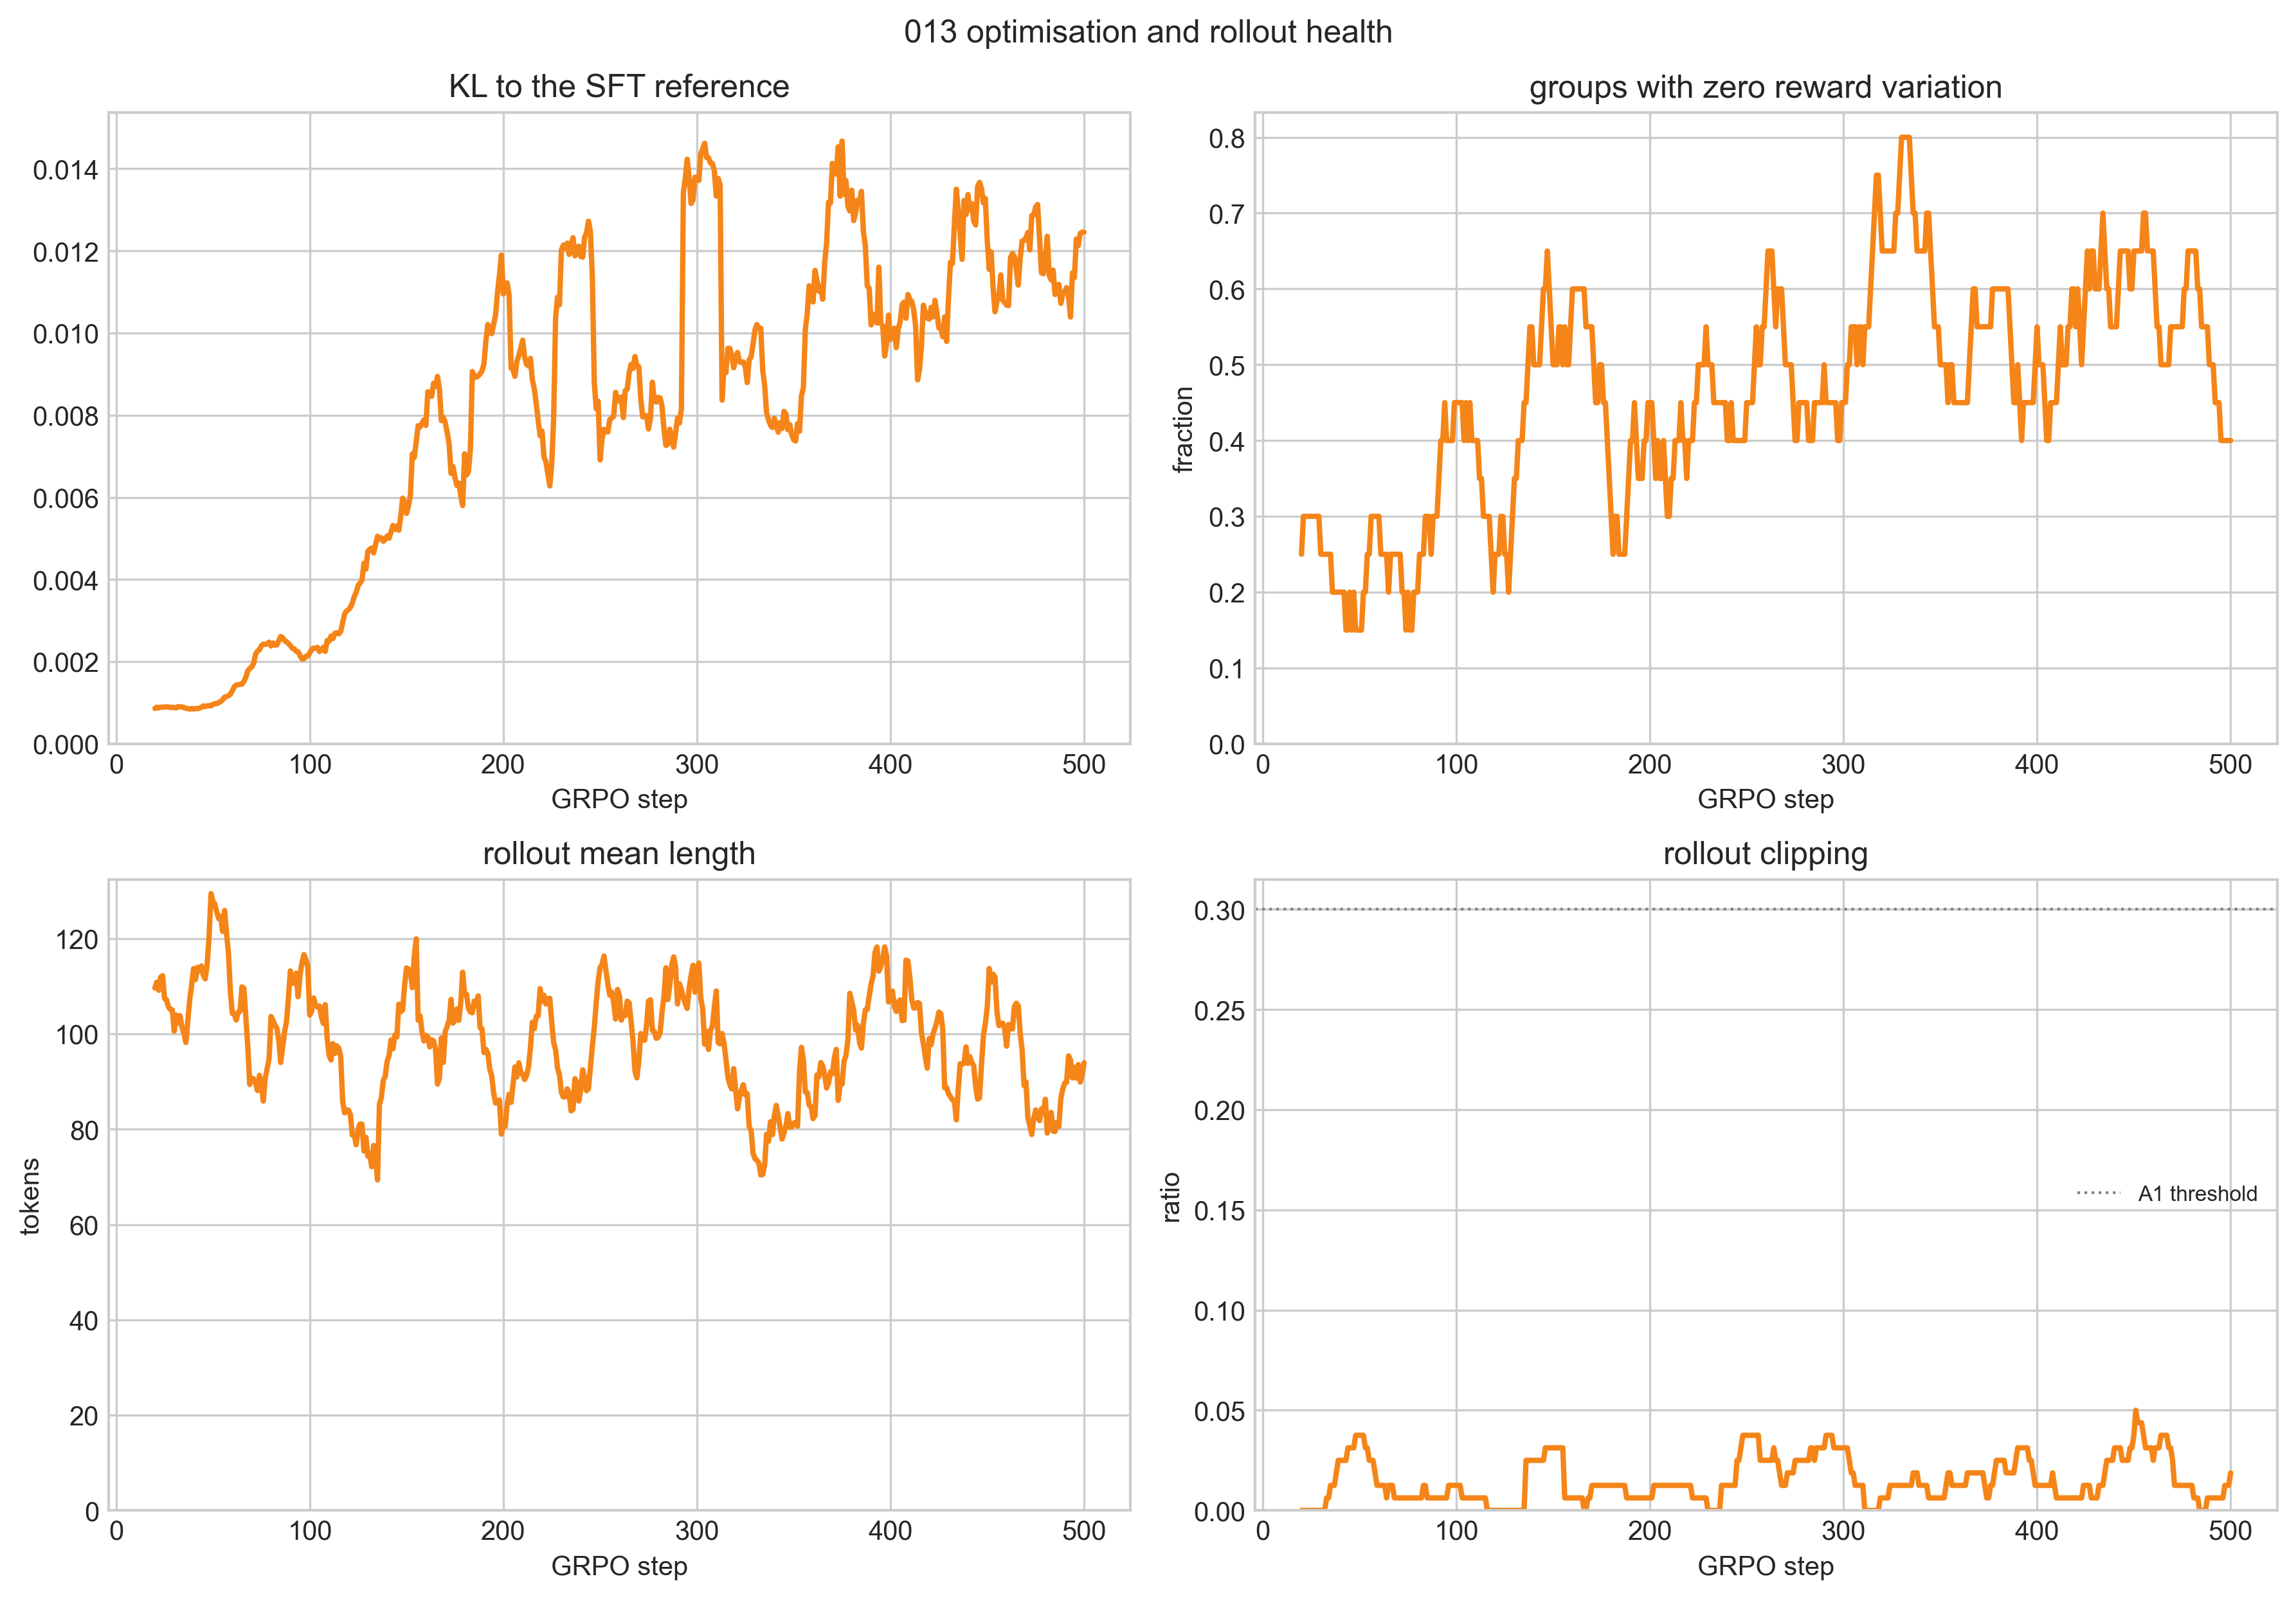 013 optimisation and rollout health
KL to the SFT reference
0.014
0.012
0.010
0.008
0.006
0.004
0.002
0.000
0 100 200 300 400 500
GRPO step
groups with zero reward variation
fraction
0.8
0.7
0.6
0.5
0.4
0.3
0.2
0.1
0.0
0 100 200 300 400 500
GRPO step
rollout mean length
tokens
120
100
80
60
40
20
0
0 100 200 300 400 500
GRPO step
rollout clipping
ratio
0.30
0.25
0.20
0.15
0.10
0.05
0.00
A1 threshold
0 100 200 300 400 500
GRPO step